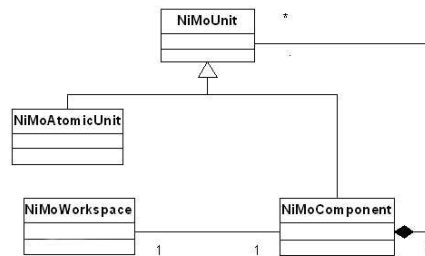 NiMoUnit
*
NiMoAtomicUnit
NiMoWorkspace
NiMoComponent
1
1